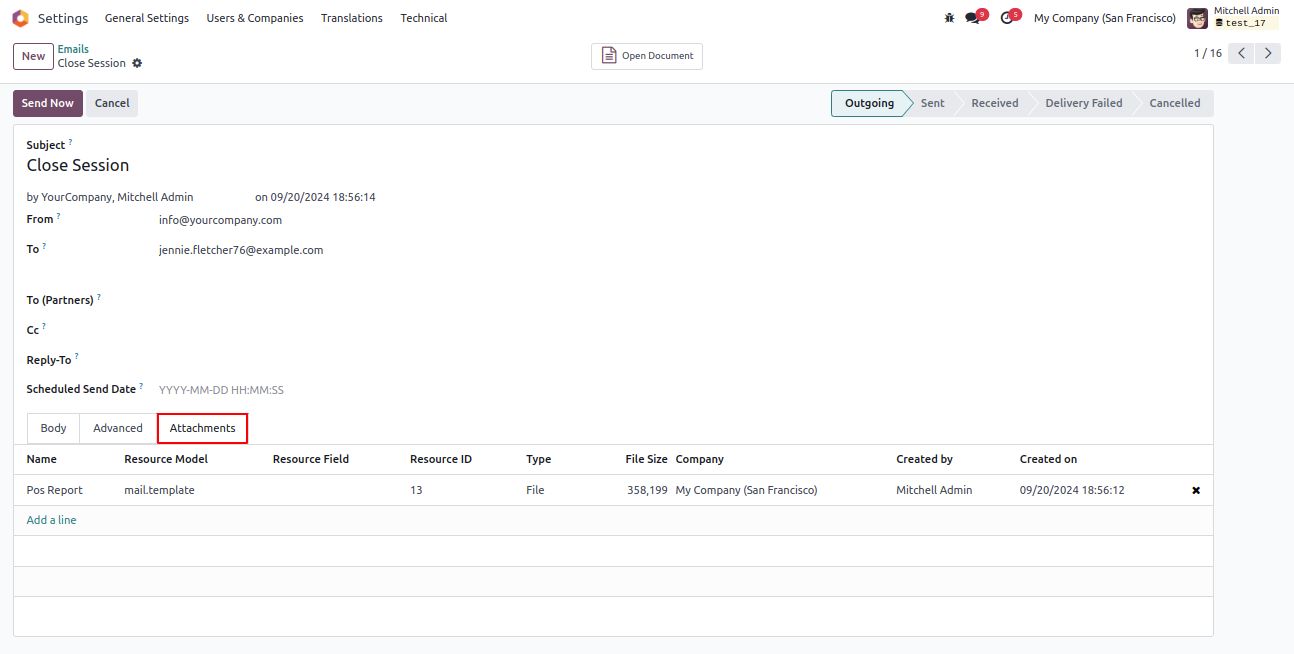 Settings General Settings Users & Companies Translations Technical 9 5 My Company (San Francisco) Mitchell Admin
test_17
New Emails
Close Session
Open Document
1 / 16
Send Now Cancel Outgoing Sent Received Delivery Failed Cancelled
Subject ?
Close Session
by YourCompany, Mitchell Admin on 09/20/2024 18:56:14
From ? info@yourcompany.com
To ? jennie.fletcher76@example.com
To (Partners) ?
Cc ?
Reply-To ?
Scheduled Send Date ? YYYY-MM-DD HH:MM:SS
Body Advanced Attachments
Name Resource Model Resource Field Resource ID Type File Size Company Created by Created on
Pos Report mail.template 13 File 358,199 My Company (San Francisco) Mitchell Admin 09/20/2024 18:56:12
Add a line